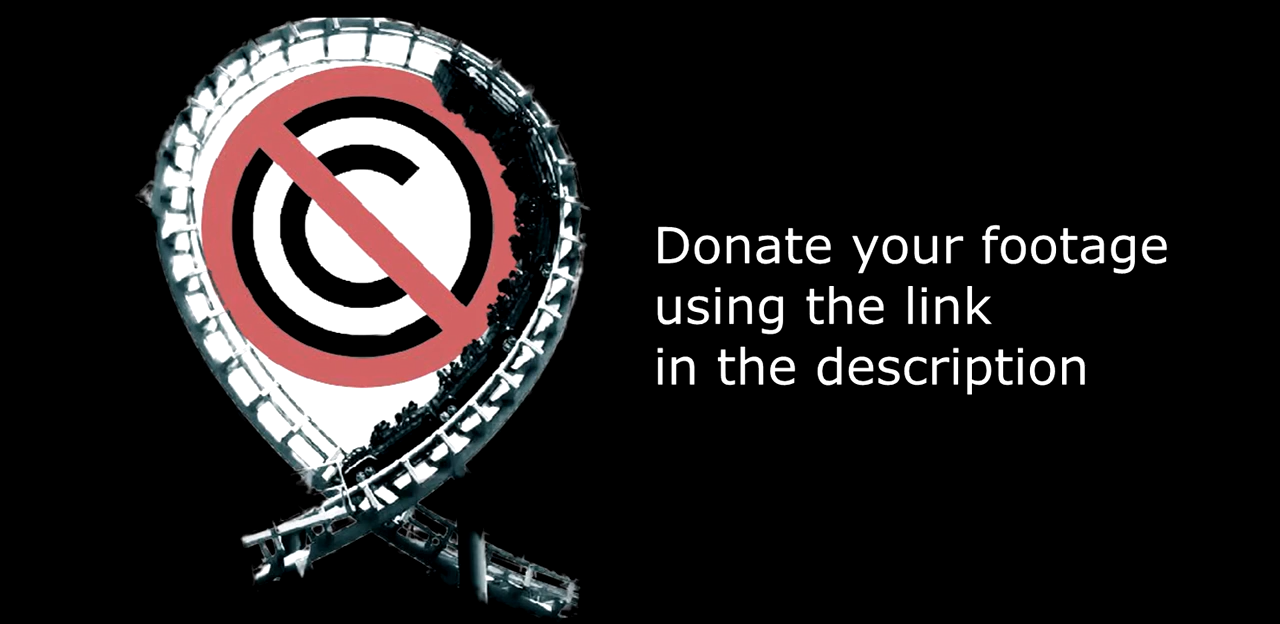 Donate your footage
using the link
in the description